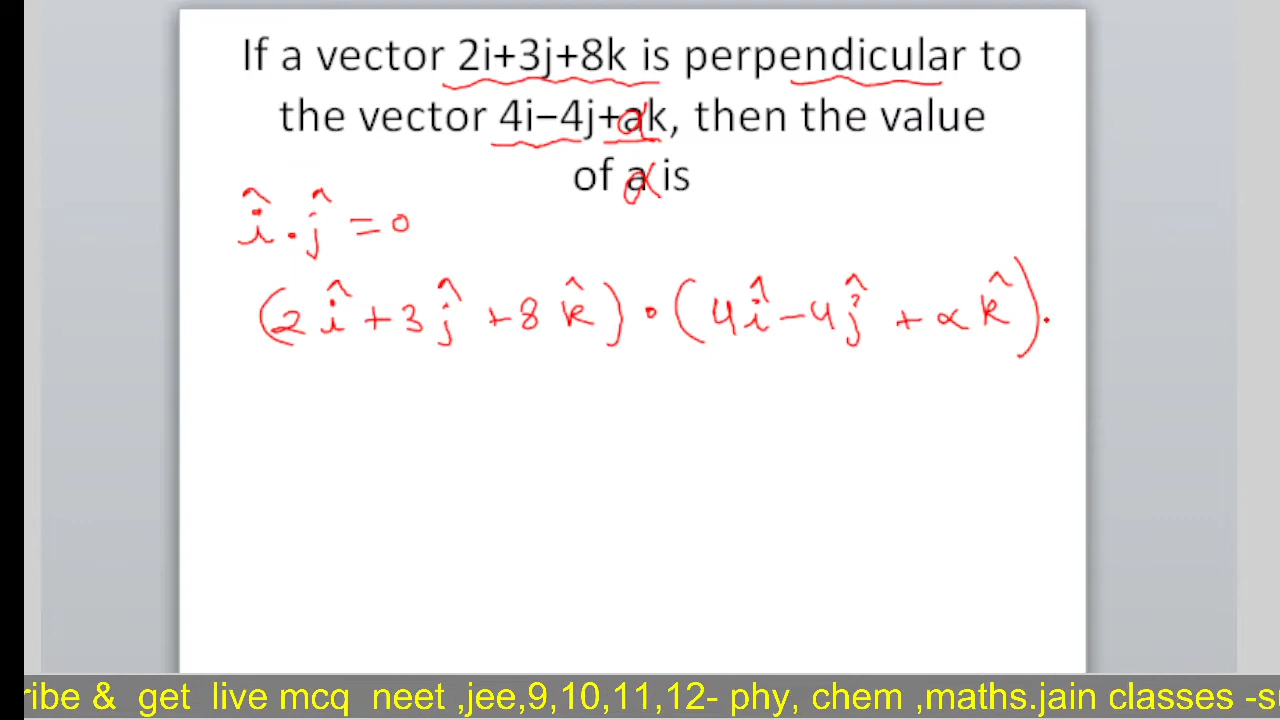 If a vector 2i+3j+8k is perpendicular to
the vector 4i−4j+αk, then the value
of α is
î · ĵ = 0
(2î + 3ĵ + 8k̂) · (4î − 4ĵ + αk̂) ·
ribe & get live mcq neet ,jee,9,10,11,12- phy, chem ,maths.jain classes -s